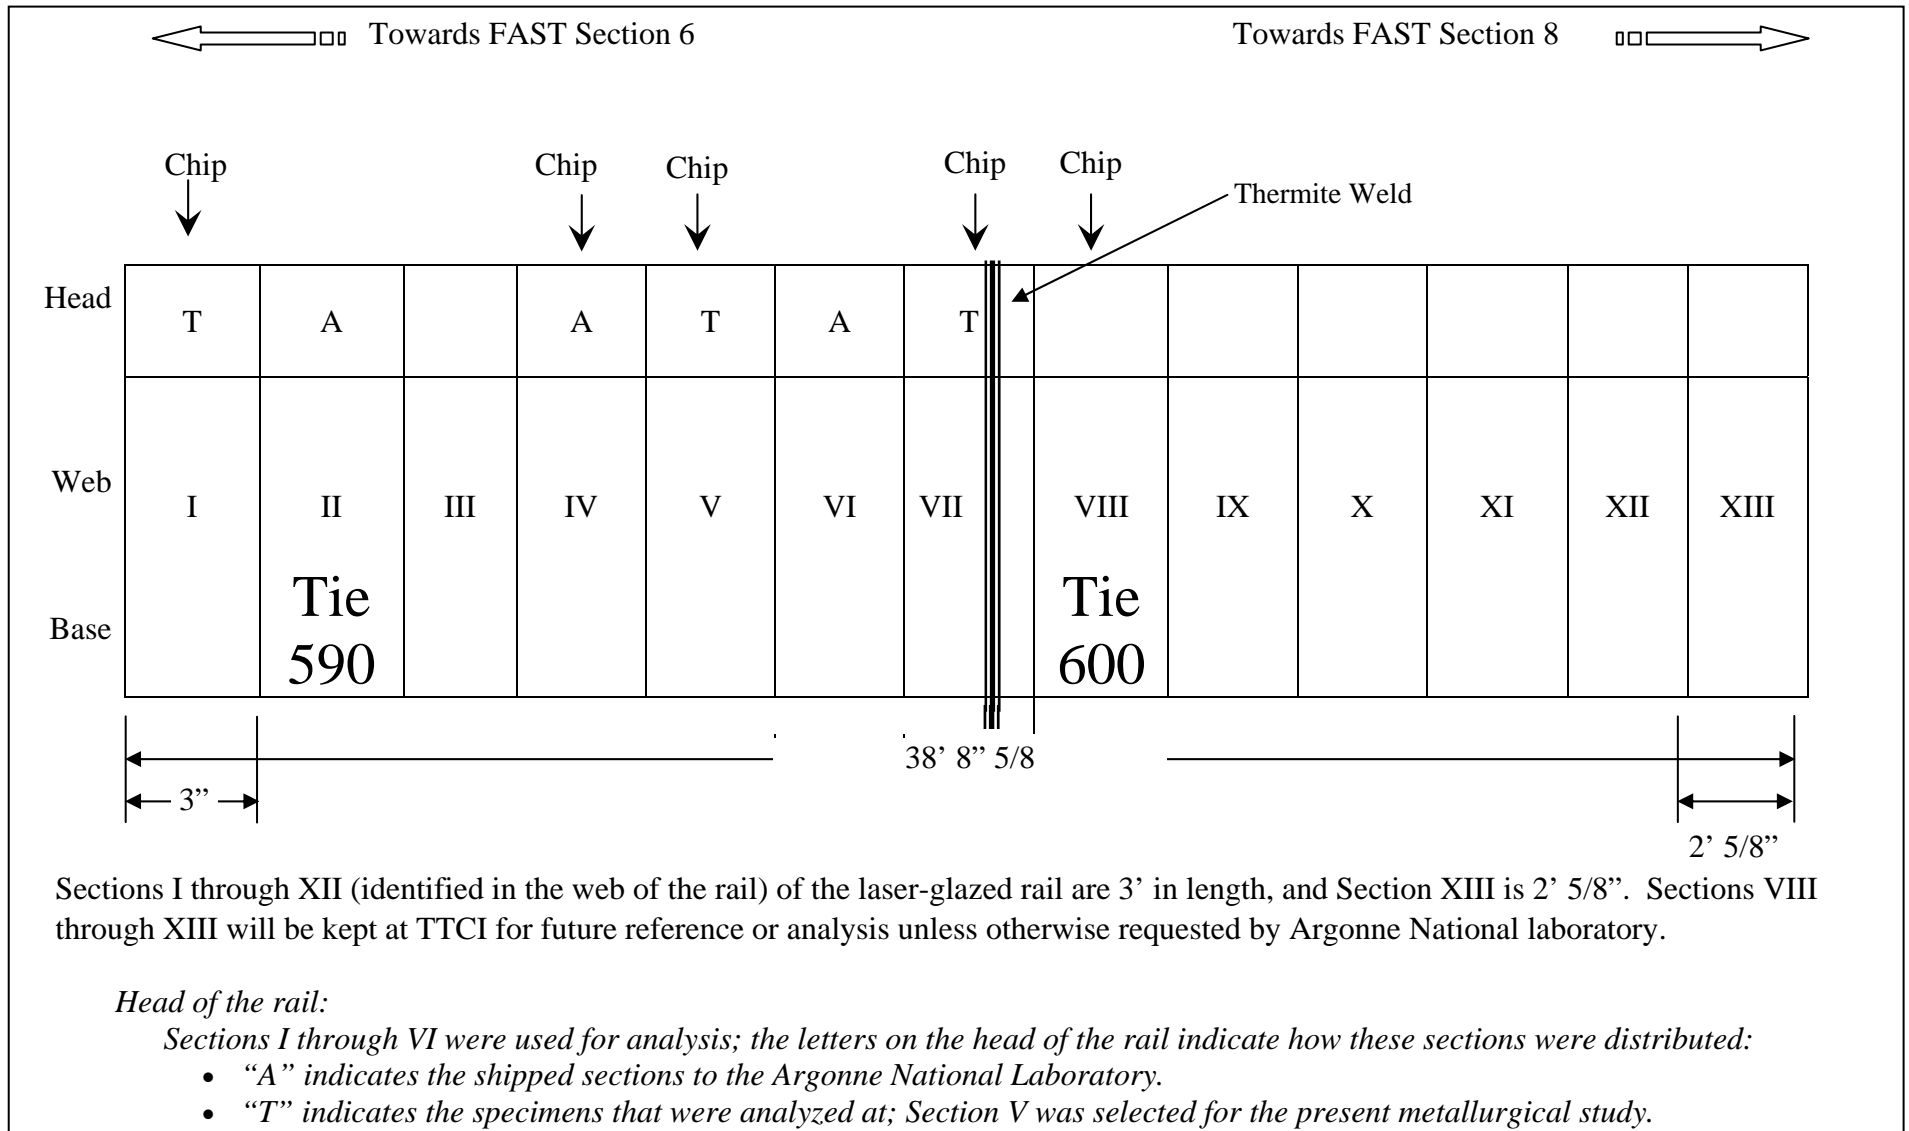 Towards FAST Section 6 Towards FAST Section 8
Chip Chip Chip Chip Chip
Thermite Weld
Head
T A A T A T
Web
I II III IV V VI VII VIII IX X XI XII XIII
Tie Tie
Base
590 600
38’ 8” 5/8
3”
2’ 5/8”
Sections I through XII (identified in the web of the rail) of the laser-glazed rail are 3’ in length, and Section XIII is 2’ 5/8”. Sections VIII
through XIII will be kept at TTCI for future reference or analysis unless otherwise requested by Argonne National laboratory.
Head of the rail:
Sections I through VI were used for analysis; the letters on the head of the rail indicate how these sections were distributed:
• “A” indicates the shipped sections to the Argonne National Laboratory.
• “T” indicates the specimens that were analyzed at; Section V was selected for the present metallurgical study.